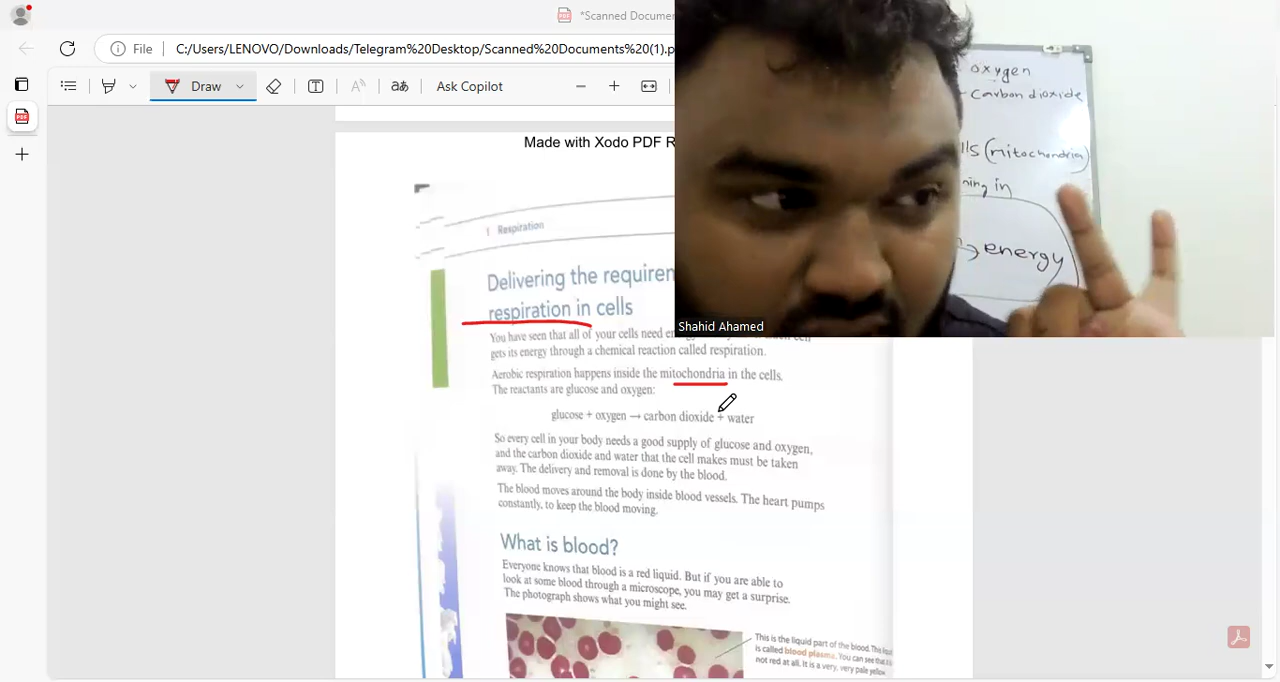 *Scanned Documen
File
C:/Users/LENOVO/Downloads/Telegram%20Desktop/Scanned%20Documents%20(1).p
Draw
Ask Copilot
Made with Xodo PDF R
1 Respiration
Delivering the requirem
respiration in cells
You have seen that all of your cells need
gets its energy through a chemical reaction called respiration.
Aerobic respiration happens inside the mitochondria in the cells.
The reactants are glucose and oxygen:
glucose + oxygen → carbon dioxide + water
So every cell in your body needs a good supply of glucose and oxygen,
and the carbon dioxide and water that the cell makes must be taken
away. The delivery and removal is done by the blood.
The blood moves around the body inside blood vessels. The heart pumps
constantly, to keep the blood moving.
What is blood?
Everyone knows that blood is a red liquid. But if you are able to
look at some blood through a microscope, you may get a surprise.
The photograph shows what you might see.
This is the liquid part of the blood. The liqu
is called blood plasma. You can see that it
not red at all. It is a very, very pale yellow
oxygen
Carbon dioxide
lls (mitochondria)
ning in
→ energy
Shahid Ahamed